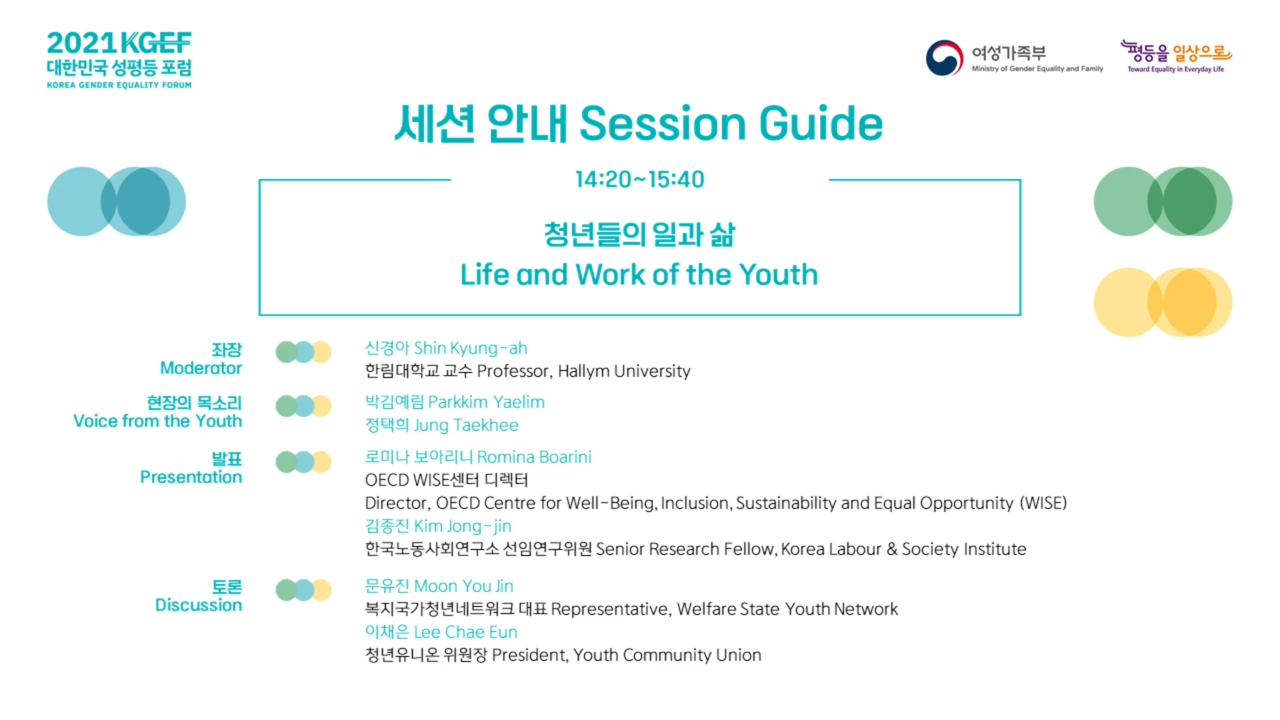 2021 KGEF
대한민국 성평등 포럼
KOREA GENDER EQUALITY FORUM
여성가족부
Ministry of Gender Equality and Family
평등을 일상으로
Toward Equality in Everyday Life
세션 안내 Session Guide
14:20~15:40
청년들의 일과 삶
Life and Work of the Youth
좌장
Moderator
신경아 Shin Kyung-ah
한림대학교 교수 Professor, Hallym University
현장의 목소리
Voice from the Youth
박김예림 Parkkim Yaelim
정택희 Jung Taekhee
발표
Presentation
로미나 보아리니 Romina Boarini
OECD WISE센터 디렉터
Director, OECD Centre for Well-Being, Inclusion, Sustainability and Equal Opportunity (WISE)
김종진 Kim Jong-jin
한국노동사회연구소 선임연구위원 Senior Research Fellow, Korea Labour & Society Institute
토론
Discussion
문유진 Moon You Jin
복지국가청년네트워크 대표 Representative, Welfare State Youth Network
이채은 Lee Chae Eun
청년유니온 위원장 President, Youth Community Union